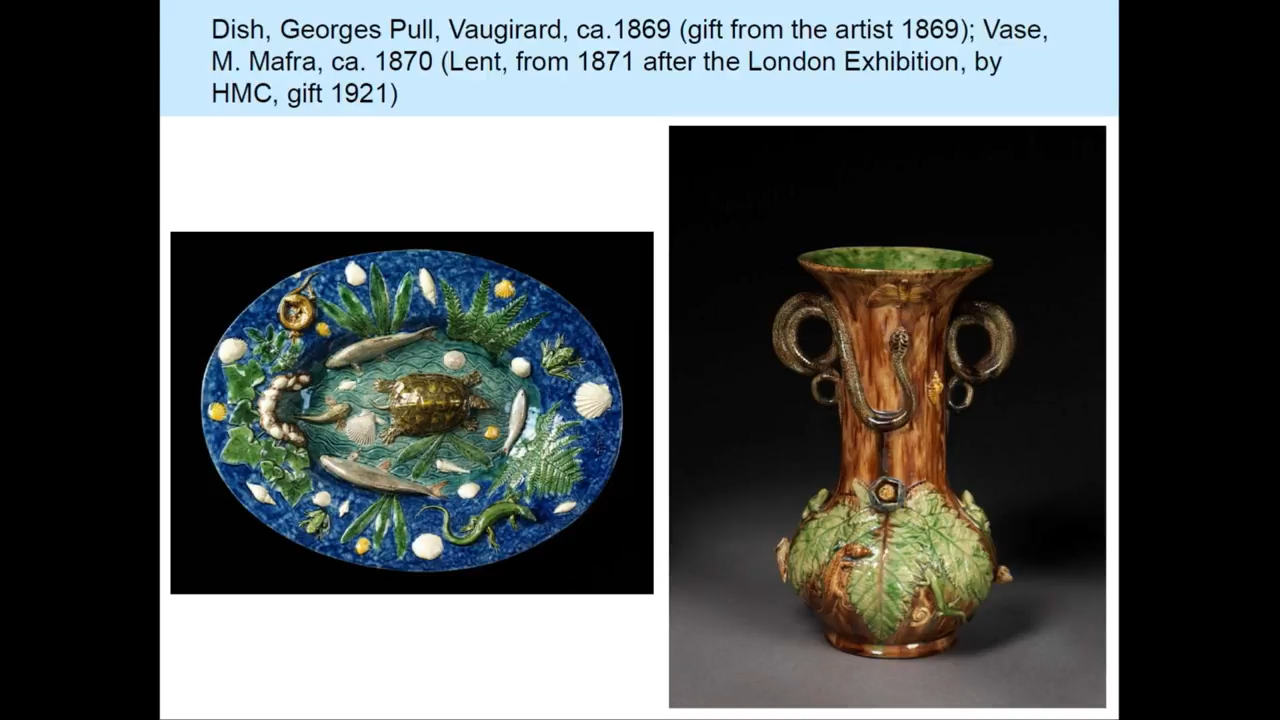 Dish, Georges Pull, Vaugirard, ca.1869 (gift from the artist 1869); Vase,
M. Mafra, ca. 1870 (Lent, from 1871 after the London Exhibition, by
HMC, gift 1921)